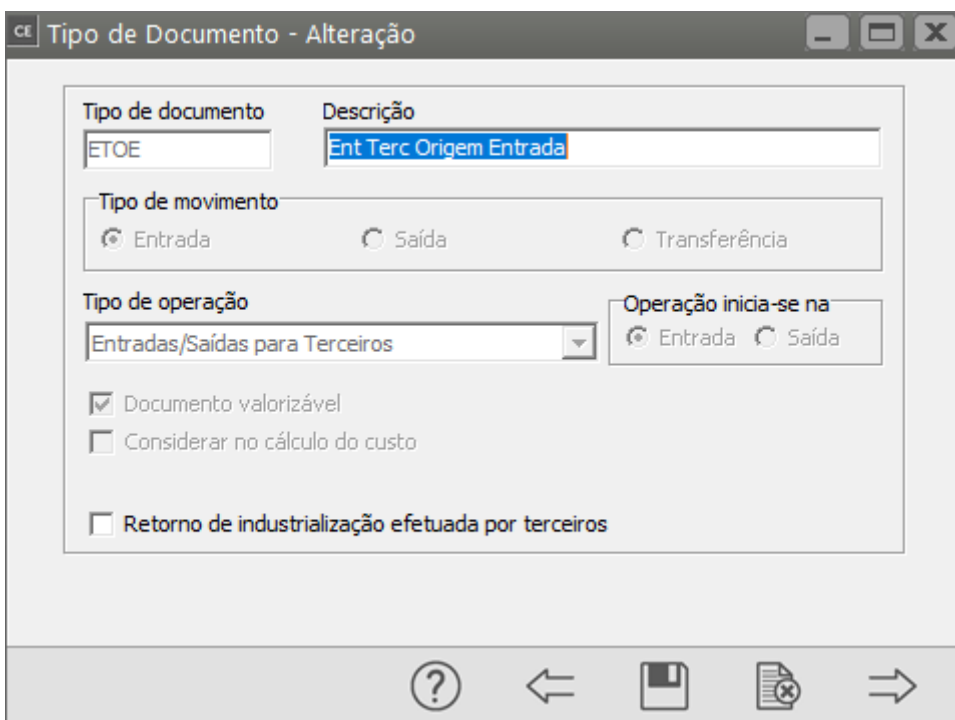 CE Tipo de Documento - Alteração
Tipo de documento Descrição
ETOE Ent Terc Origem Entrada
Tipo de movimento
Entrada Saída Transferência
Tipo de operação Operação inicia-se na
Entradas/Saídas para Terceiros Entrada Saída
Documento valorizável
Considerar no cálculo do custo
Retorno de industrialização efetuada por terceiros